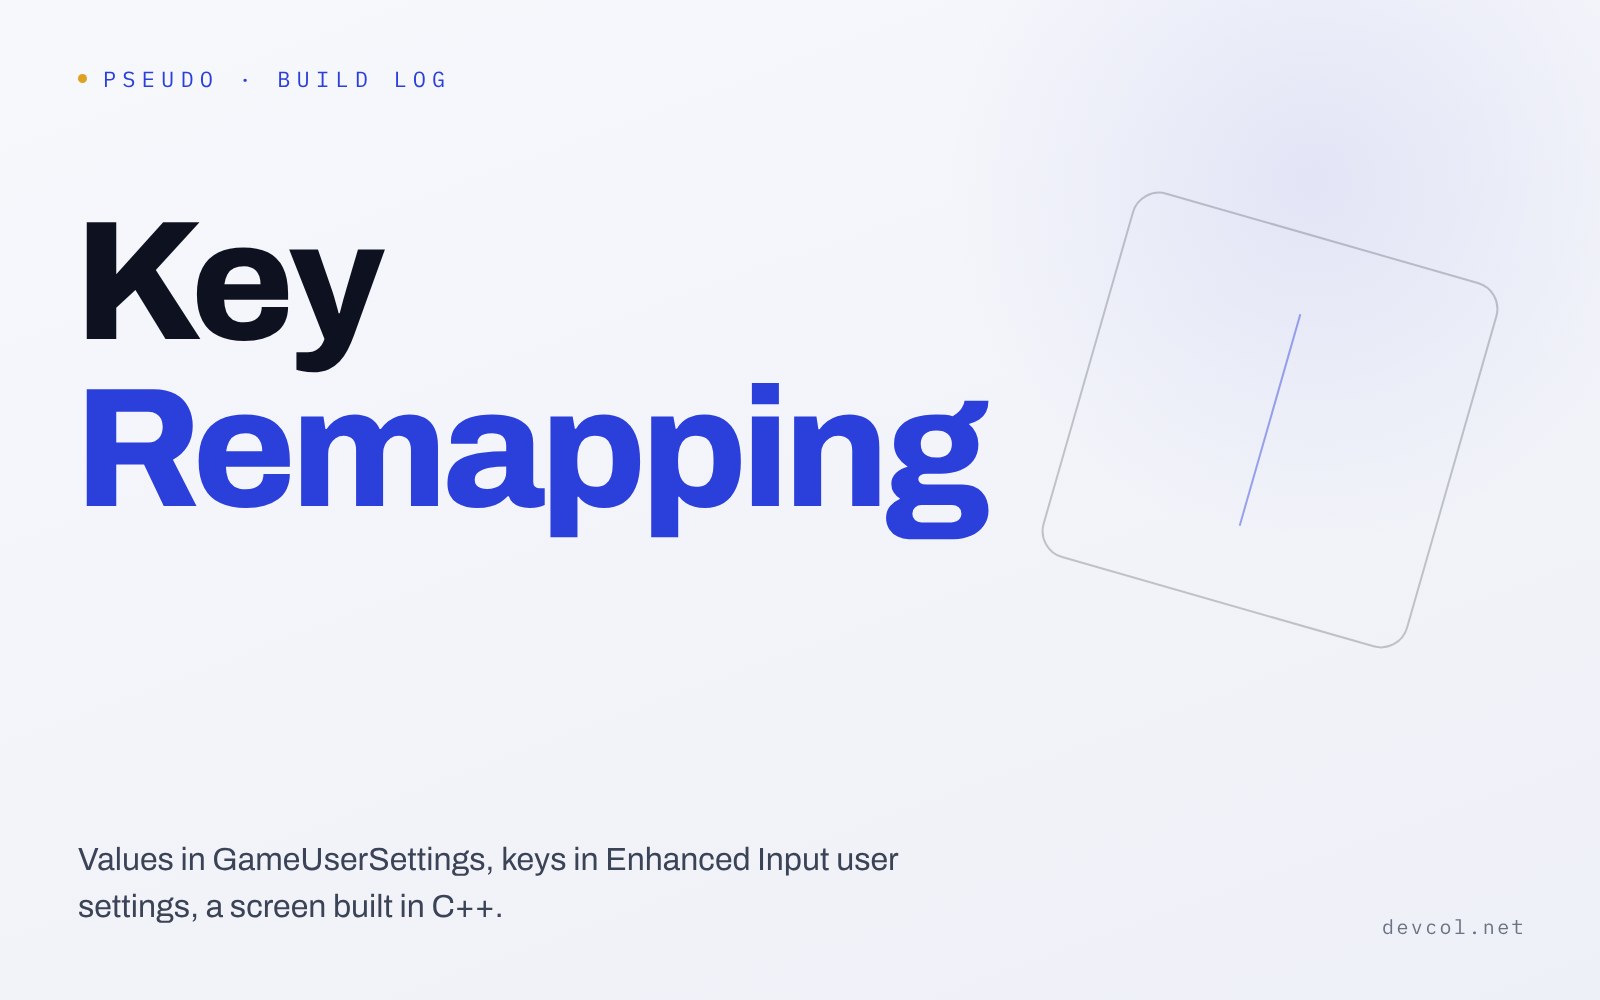 PSEUDO · BUILD LOG
Key
Remapping
Values in GameUserSettings, keys in Enhanced Input user
settings, a screen built in C++.
devcol.net